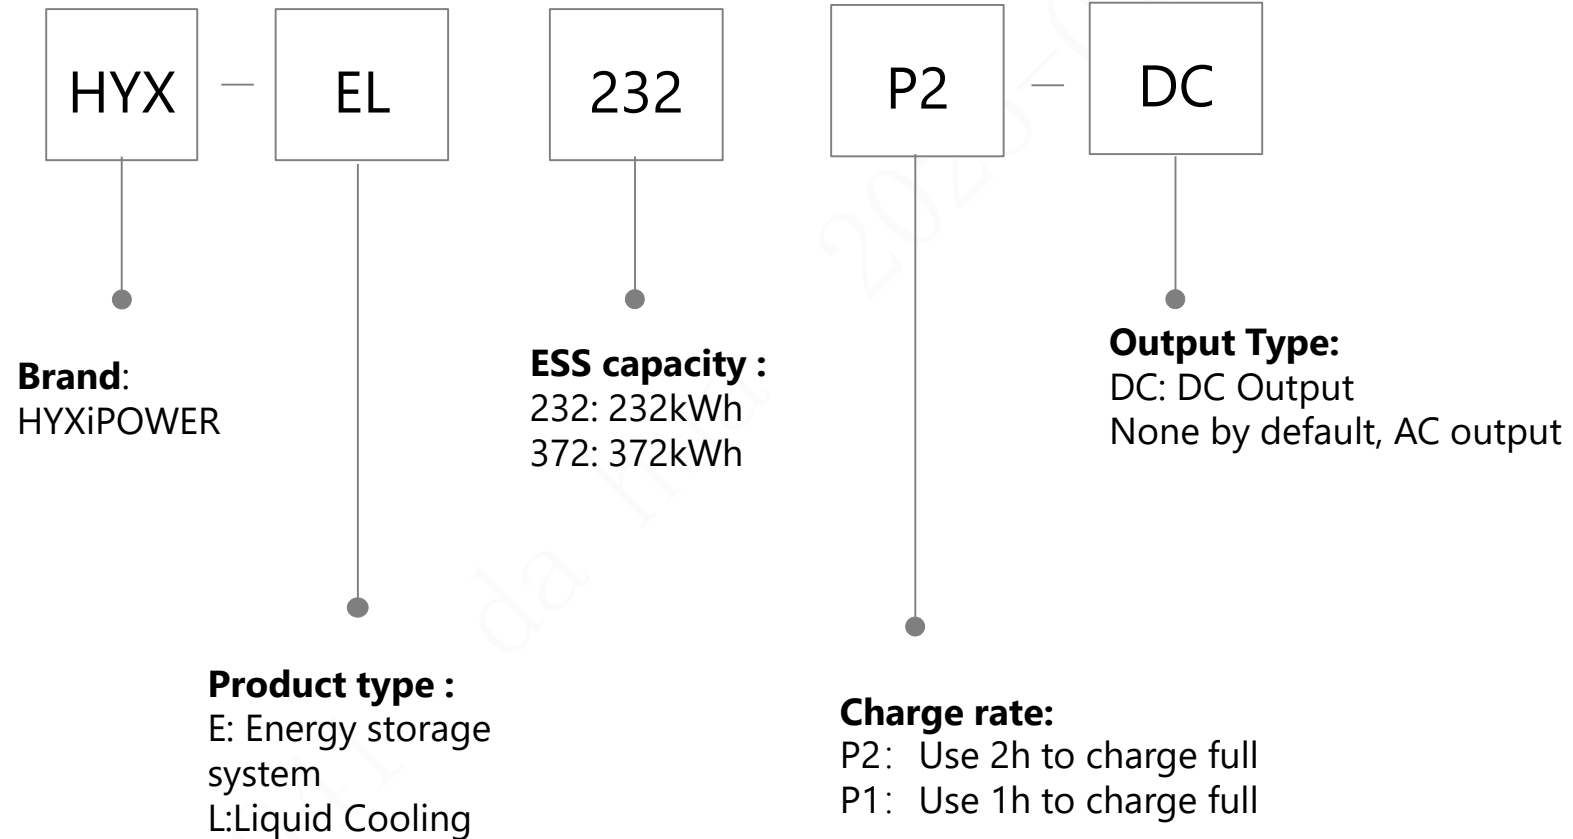 HYX — EL 232 P2 — DC
Brand:
HYXiPOWER
ESS capacity :
232: 232kWh
372: 372kWh
Output Type:
DC: DC Output
None by default, AC output
Product type :
E: Energy storage
system
L:Liquid Cooling
Charge rate:
P2： Use 2h to charge full
P1： Use 1h to charge full